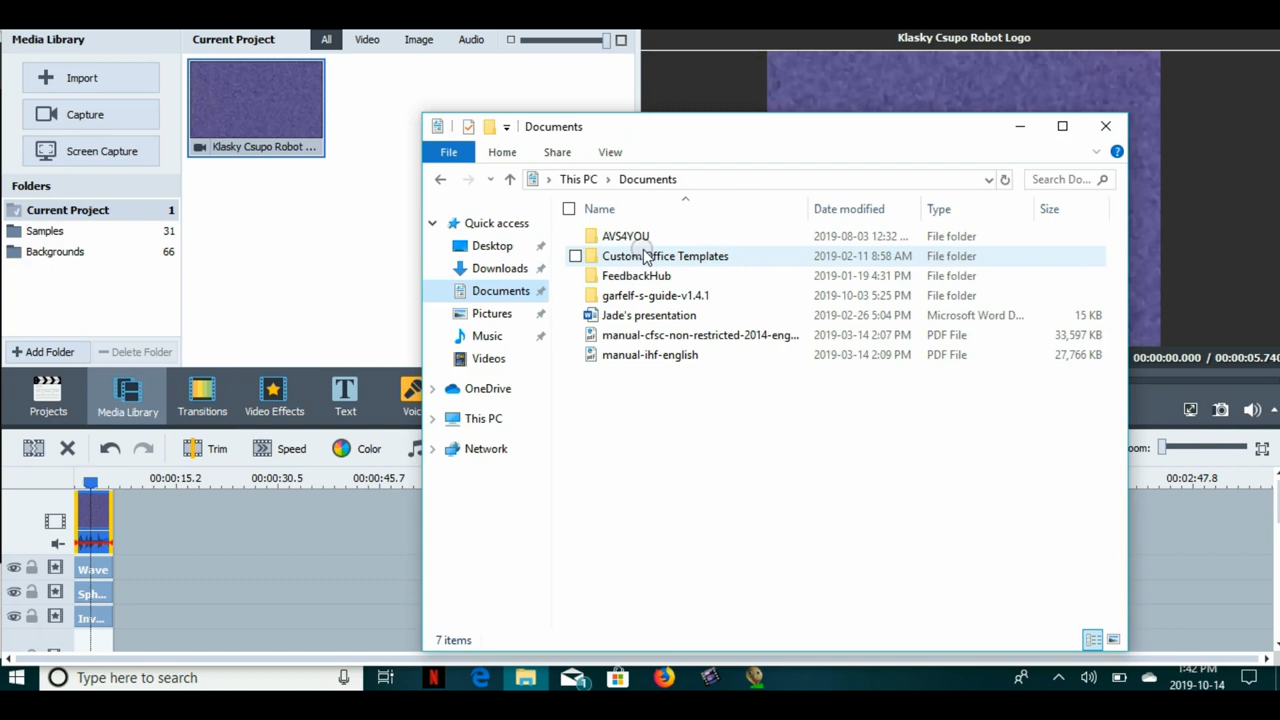 Media Library
Current Project
All
Video
Image
Audio
Klasky Csupo Robot Logo
Import
Capture
Screen Capture
Klasky Csupo Robot ...
Folders
Current Project 1
Samples 31
Backgrounds 11
Add Folder
Delete Folder
Documents
File
Home
Share
View
This PC > Documents
Search Do...
Name
Date modified
Type
Size
Quick access
Desktop
Downloads
Documents
Pictures
Music
Videos
OneDrive
This PC
Network
AVS4YOU 2019-08-03 12:32 ... File folder
Custom Office Templates 2019-02-11 8:58 AM File folder
FeedbackHub 2019-01-19 4:31 PM File folder
garfelf-s-guide-v1.4.1 2019-10-03 5:25 PM File folder
Jade's presentation 2019-02-26 5:04 PM Microsoft Word D... 15 KB
manual-cfsc-non-restricted-2014-eng... 2019-03-14 2:07 PM PDF File 33,597 KB
manual-ihf-english 2019-03-14 2:09 PM PDF File 27,766 KB
7 items
00:00:00.000 / 00:00:05.740
Projects
Media Library
Transitions
Video Effects
Text
Voic
Trim
Speed
Color
oom:
00:00:15.2
00:00:30.5
00:00:45.7
00:02:47.8
Wave
Sph...
Inv...
Type here to search
1:42 PM
2019-10-14